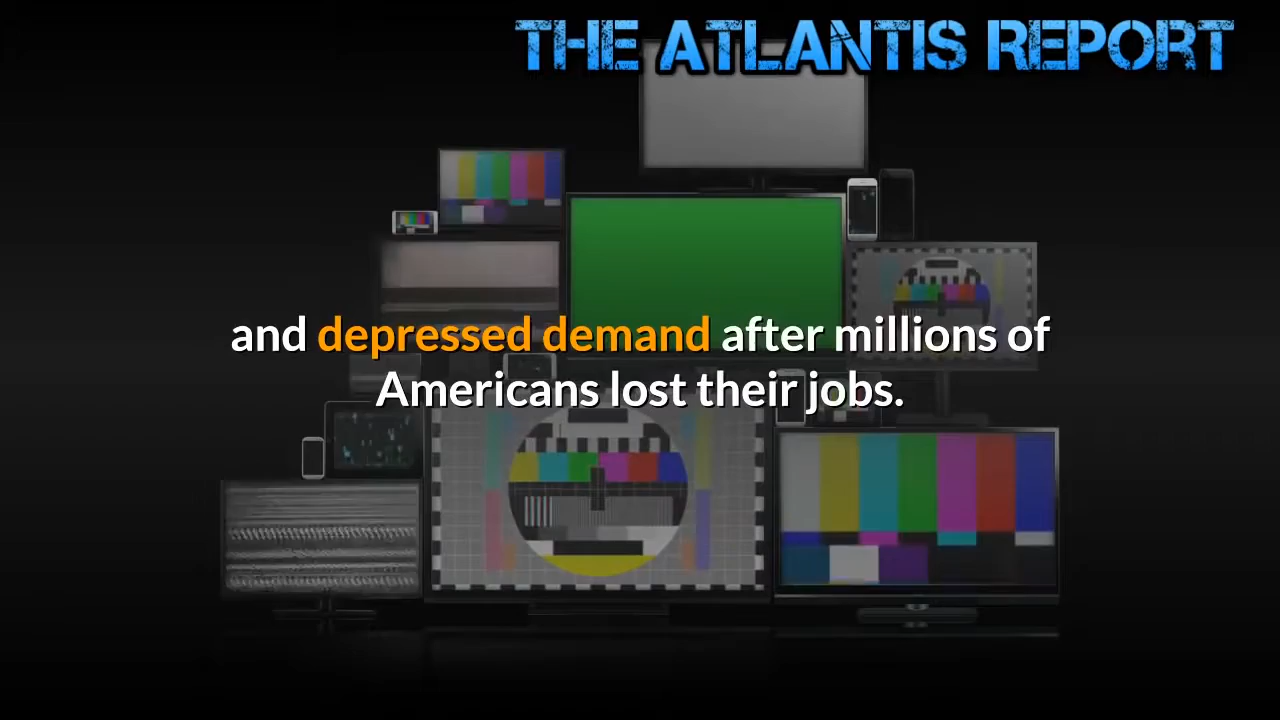 THE ATLANTIS REPORT
and depressed demand after millions of
Americans lost their jobs.